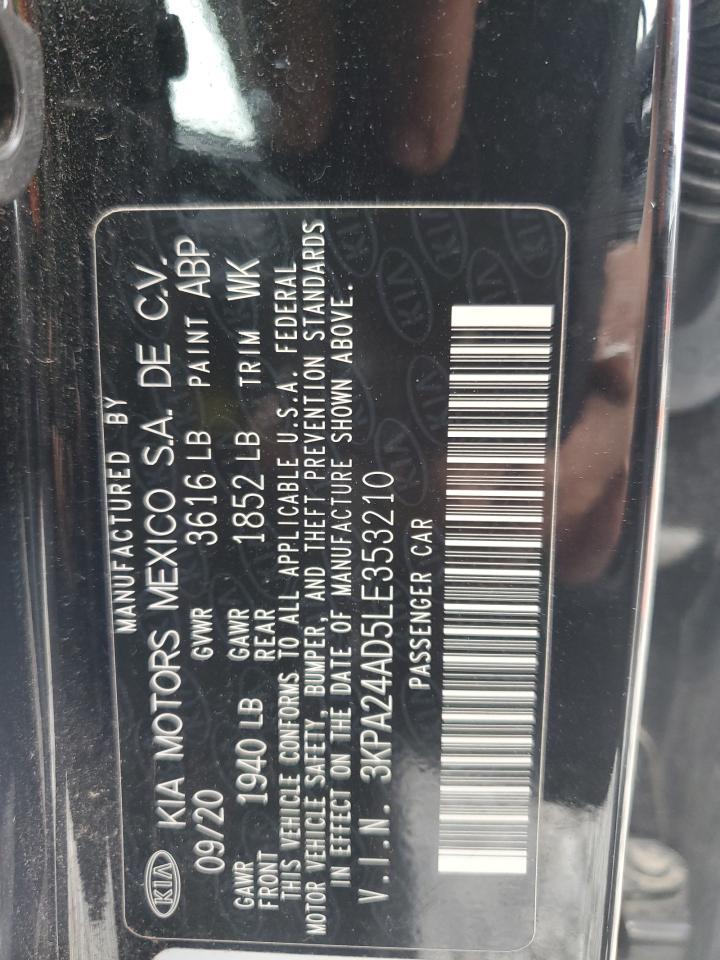 MANUFACTURED BY
KIA KIA MOTORS MEXICO S.A. DE C.V.
09/20 GVWR 3616 LB PAINT ABP
GAWR FRONT 1940 LB GAWR REAR 1852 LB TRIM WK
THIS VEHICLE CONFORMS TO ALL APPLICABLE U.S.A. FEDERAL
MOTOR VEHICLE SAFETY, BUMPER, AND THEFT PREVENTION STANDARDS
IN EFFECT ON THE DATE OF MANUFACTURE SHOWN ABOVE.
V.I.N. 3KPA24AD5LE353210
PASSENGER CAR